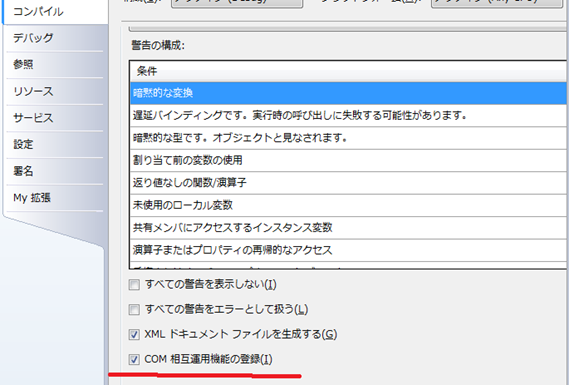 コンパイル
デバッグ
参照
リソース
サービス
設定
署名
My 拡張
警告の構成:
条件
暗黙的な変換
遅延バインディングです。実行時の呼び出しに失敗する可能性があります。
暗黙的な型です。オブジェクトと見なされます。
割り当て前の変数の使用
返り値なしの関数/演算子
未使用のローカル変数
共有メンバにアクセスするインスタンス変数
演算子またはプロパティの再帰的なアクセス
すべての警告を表示しない(I)
すべての警告をエラーとして扱う(L)
XML ドキュメント ファイルを生成する(G)
COM 相互運用機能の登録(I)